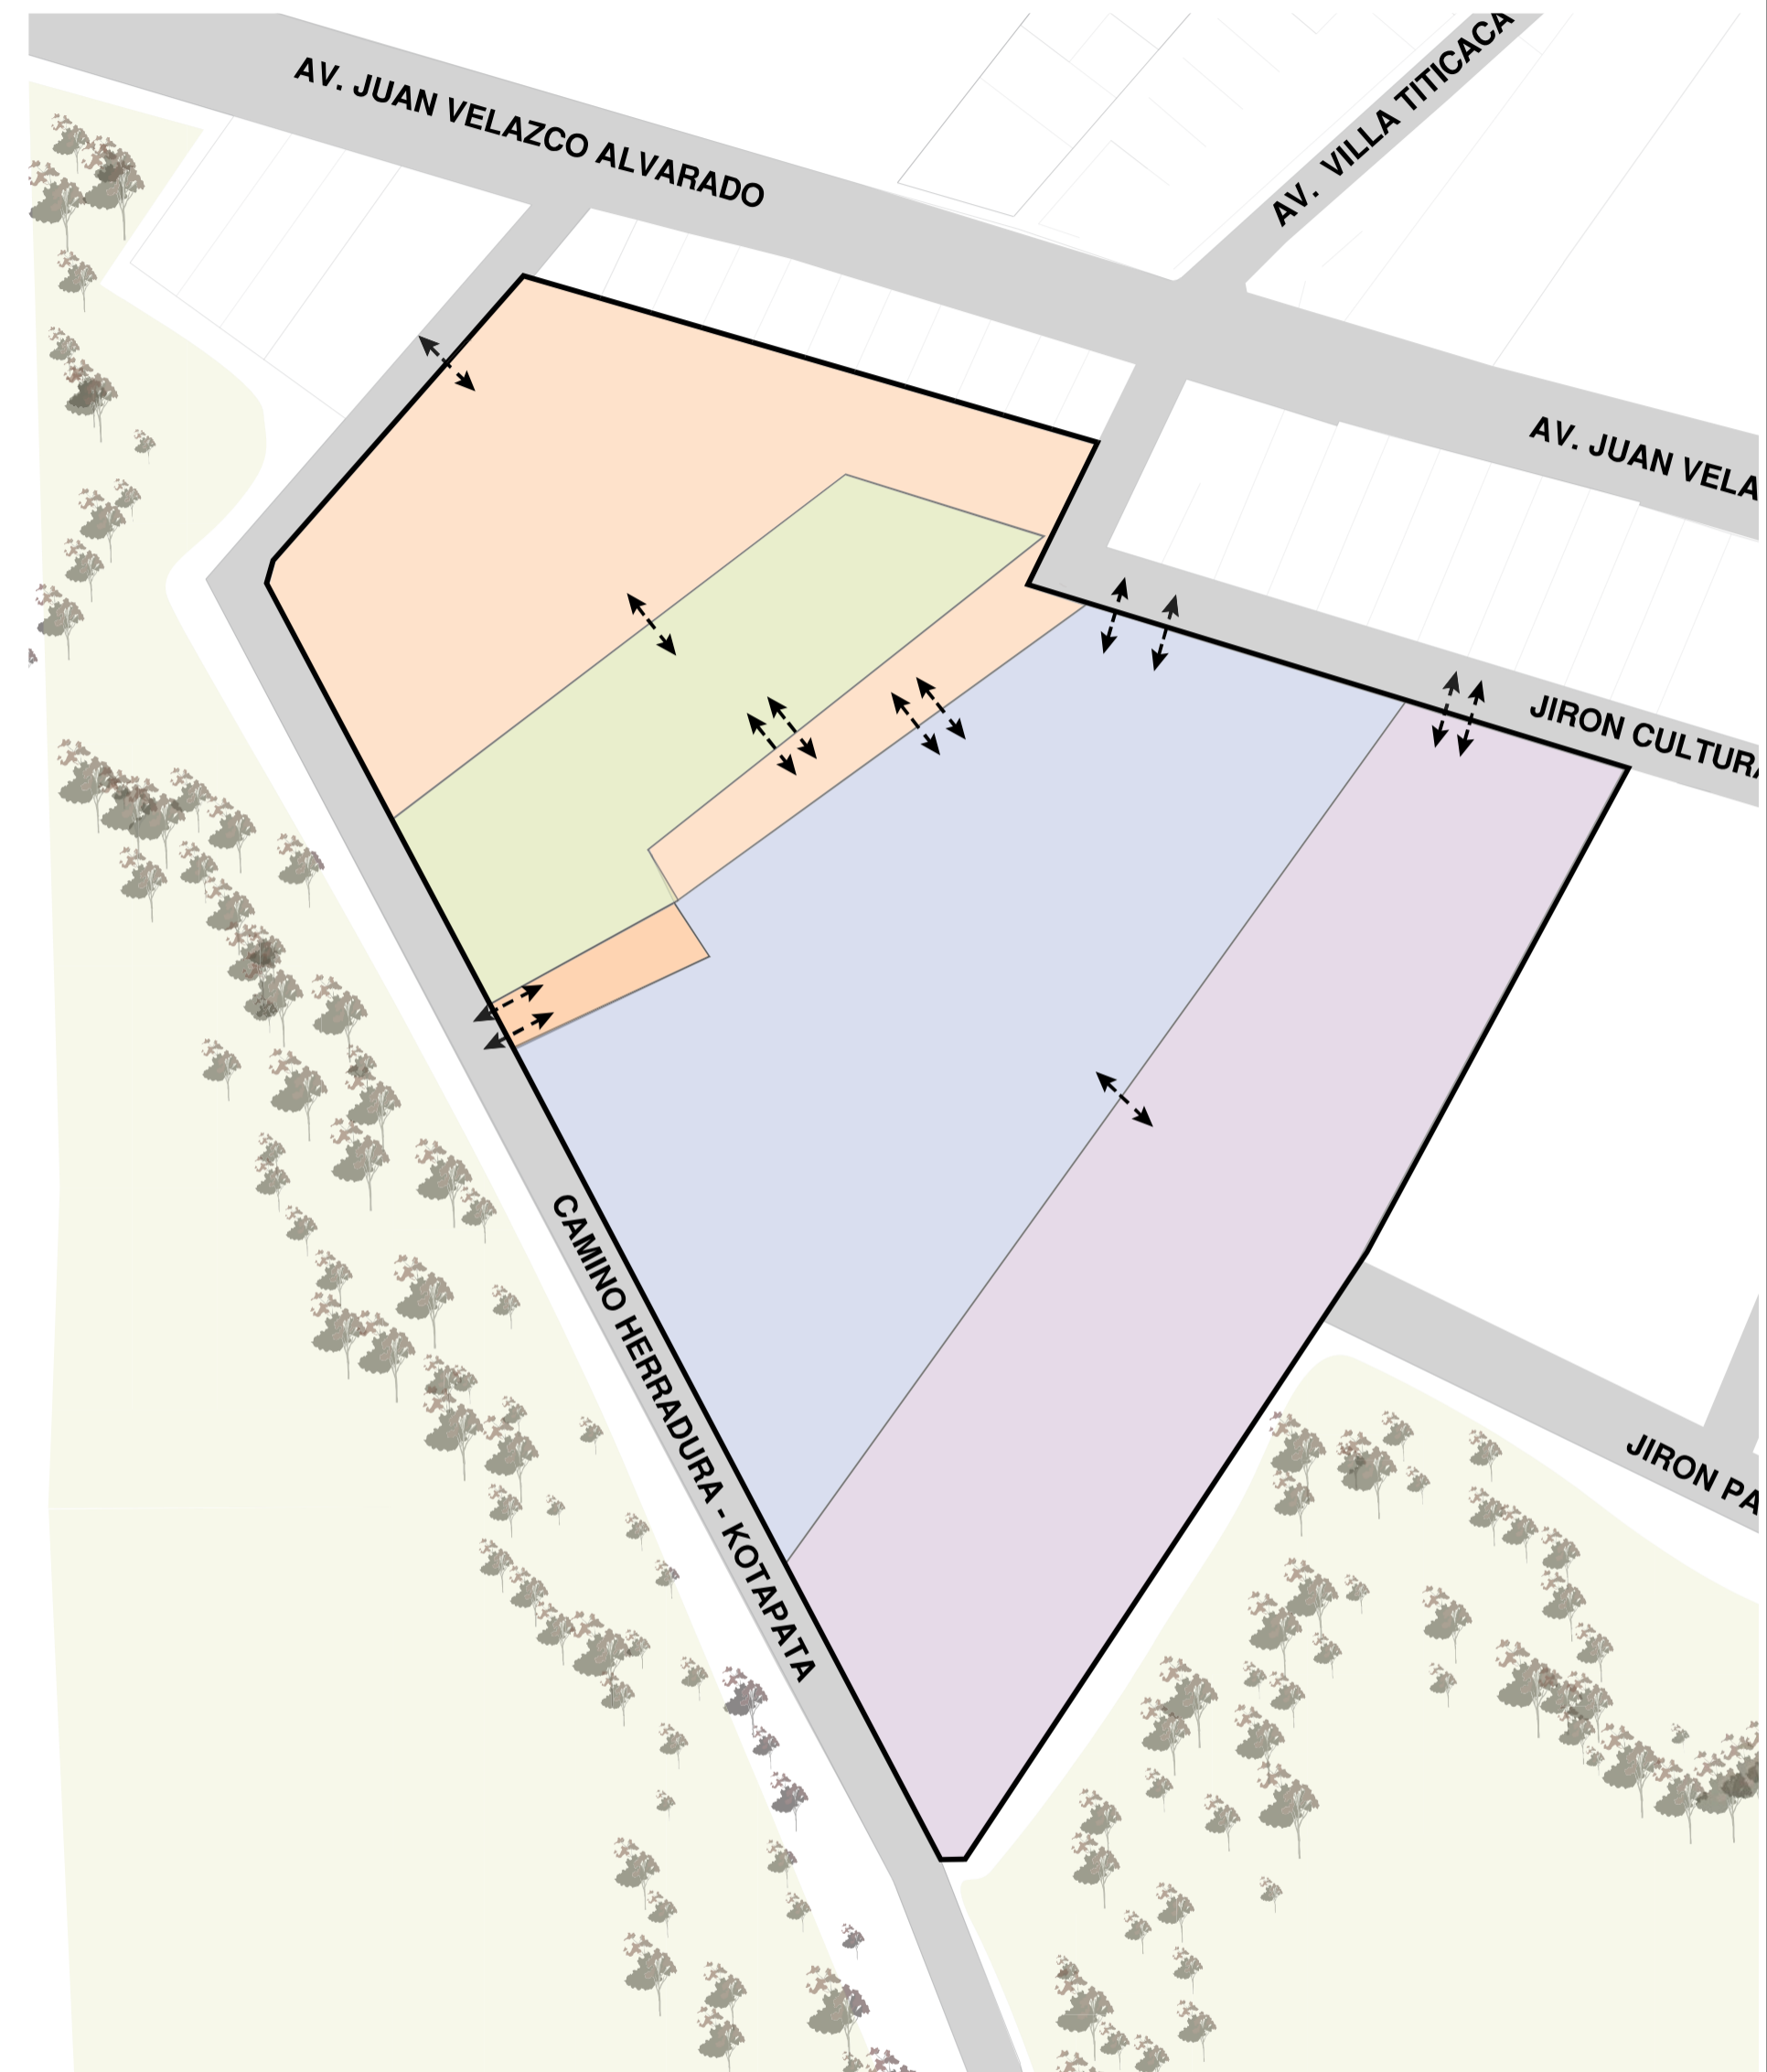 AV. JUAN VELAZCO ALVARADO
AV. VILLA TITICACA
AV. JUAN VELA
JIRON CULTURA
CAMINO HERRADURA - KOTAPATA
JIRON PA